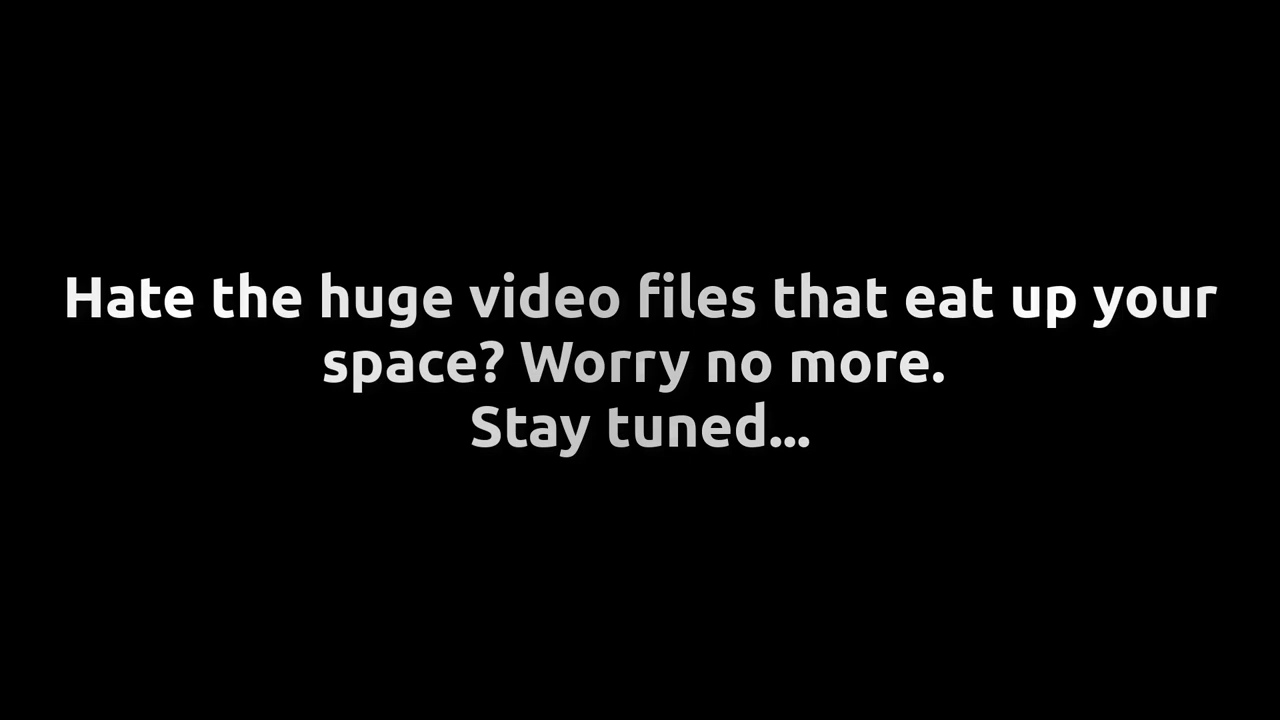 Hate the huge video files that eat up your
space? Worry no more.
Stay tuned...